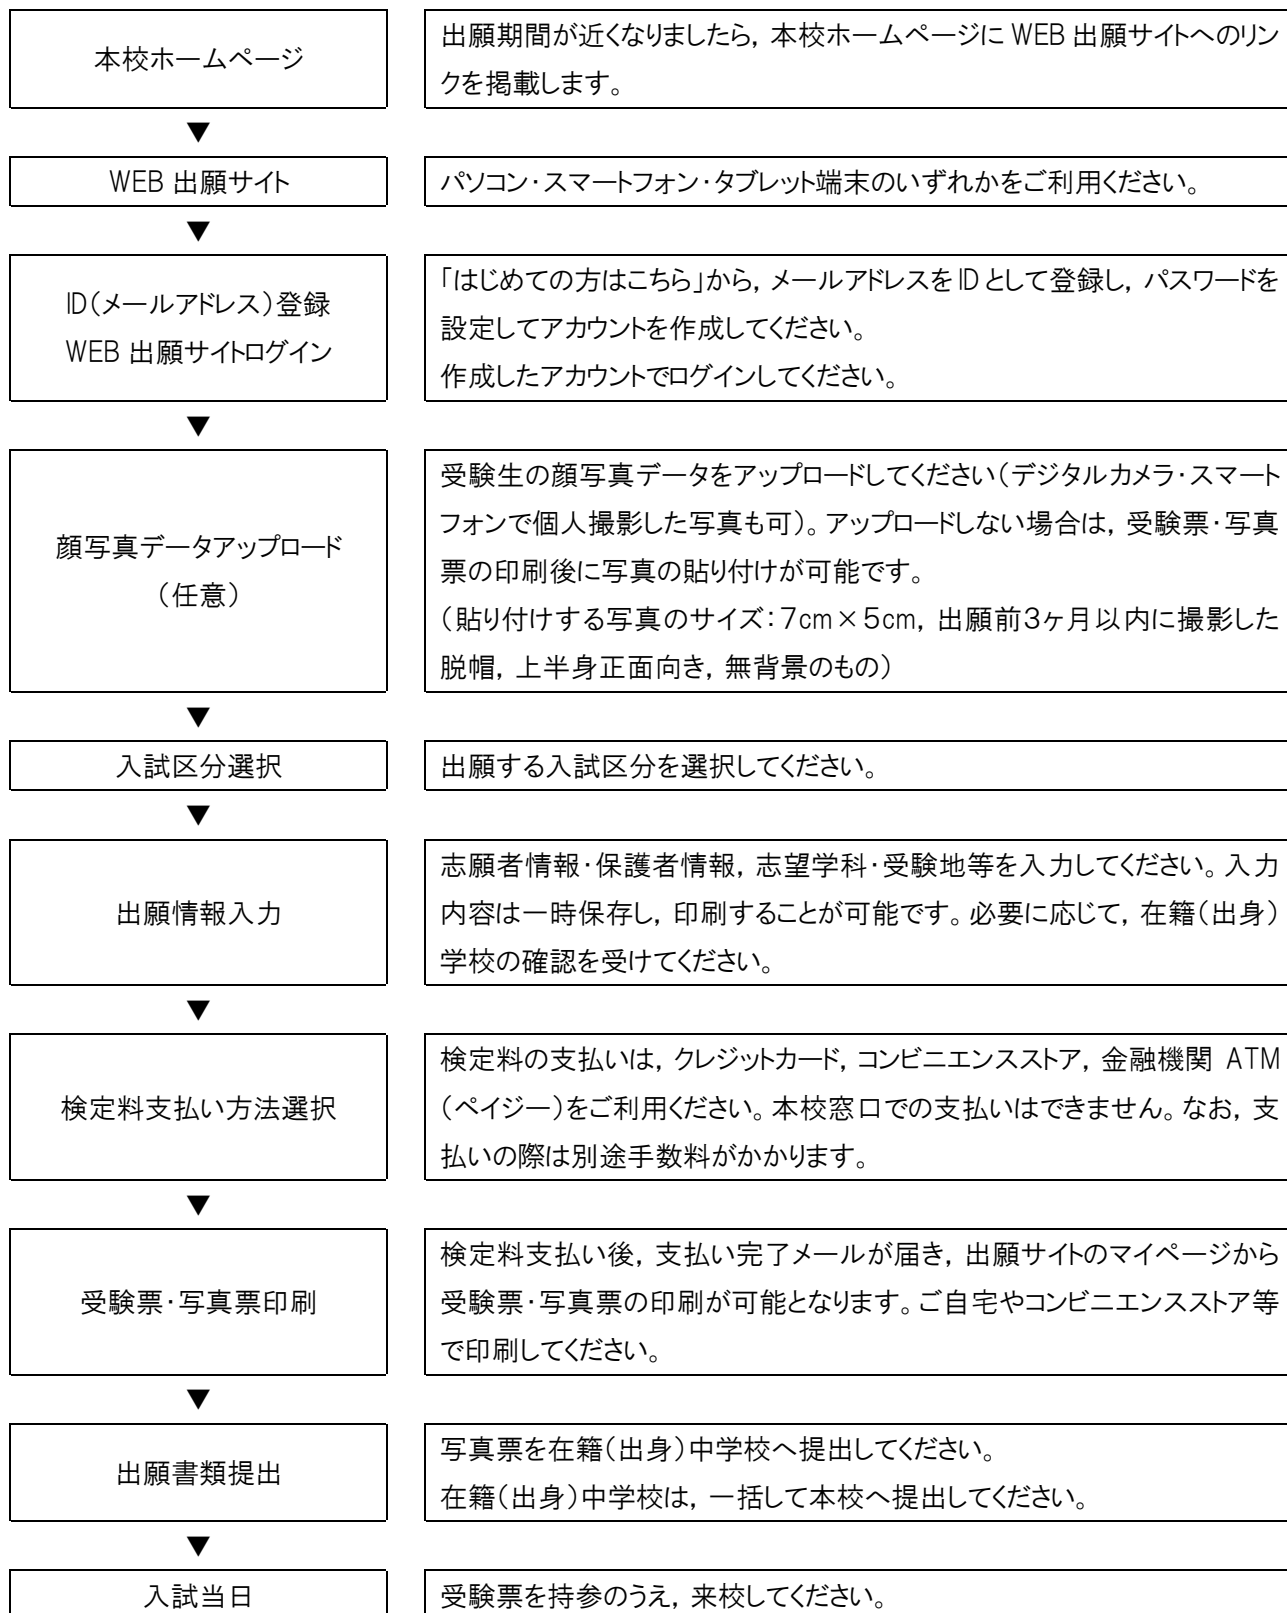 本校ホームページ
出願期間が近くなりましたら，本校ホームページに WEB 出願サイトへのリン
クを掲載します。
▼
WEB 出願サイト
パソコン・スマートフォン・タブレット端末のいずれかをご利用ください。
▼
ID（メールアドレス）登録
WEB 出願サイトログイン
「はじめての方はこちら」から，メールアドレスを ID として登録し，パスワードを
設定してアカウントを作成してください。
作成したアカウントでログインしてください。
▼
顔写真データアップロード
（任意）
受験生の顔写真データをアップロードしてください（デジタルカメラ・スマート
フォンで個人撮影した写真も可）。アップロードしない場合は，受験票・写真
票の印刷後に写真の貼り付けが可能です。
（貼り付けする写真のサイズ：７cm×５cm，出願前３ヶ月以内に撮影した
脱帽，上半身正面向き，無背景のもの）
▼
入試区分選択
出願する入試区分を選択してください。
▼
出願情報入力
志願者情報・保護者情報，志望学科・受験地等を入力してください。入力
内容は一時保存し，印刷することが可能です。必要に応じて，在籍（出身）
学校の確認を受けてください。
▼
検定料支払い方法選択
検定料の支払いは，クレジットカード，コンビニエンスストア，金融機関 ATM
（ペイジー）をご利用ください。本校窓口での支払いはできません。なお，支
払いの際は別途手数料がかかります。
▼
受験票・写真票印刷
検定料支払い後，支払い完了メールが届き，出願サイトのマイページから
受験票・写真票の印刷が可能となります。ご自宅やコンビニエンスストア等
で印刷してください。
▼
出願書類提出
写真票を在籍（出身）中学校へ提出してください。
在籍（出身）中学校は，一括して本校へ提出してください。
▼
入試当日
受験票を持参のうえ，来校してください。